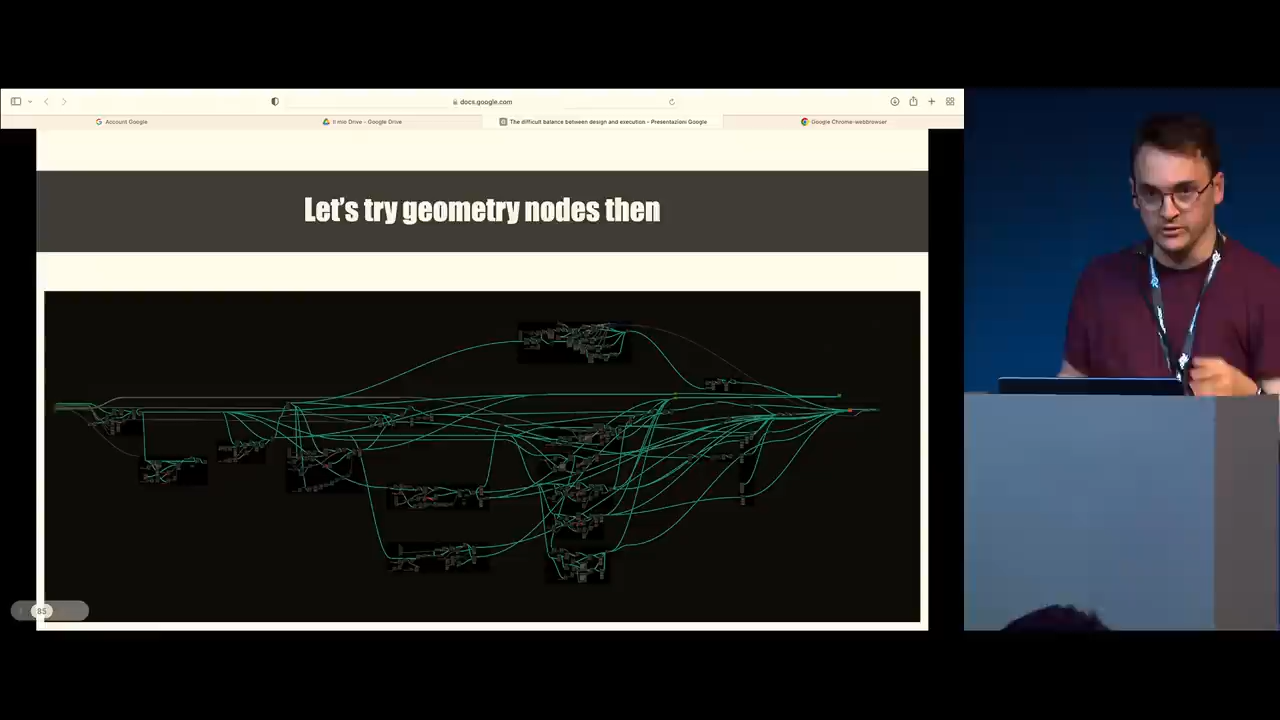 docs.google.com
Account Google
Il mio Drive - Google Drive
The difficult balance between design and execution - Presentazioni Google
Google Chrome-webbrowser
Let's try geometry nodes then
85